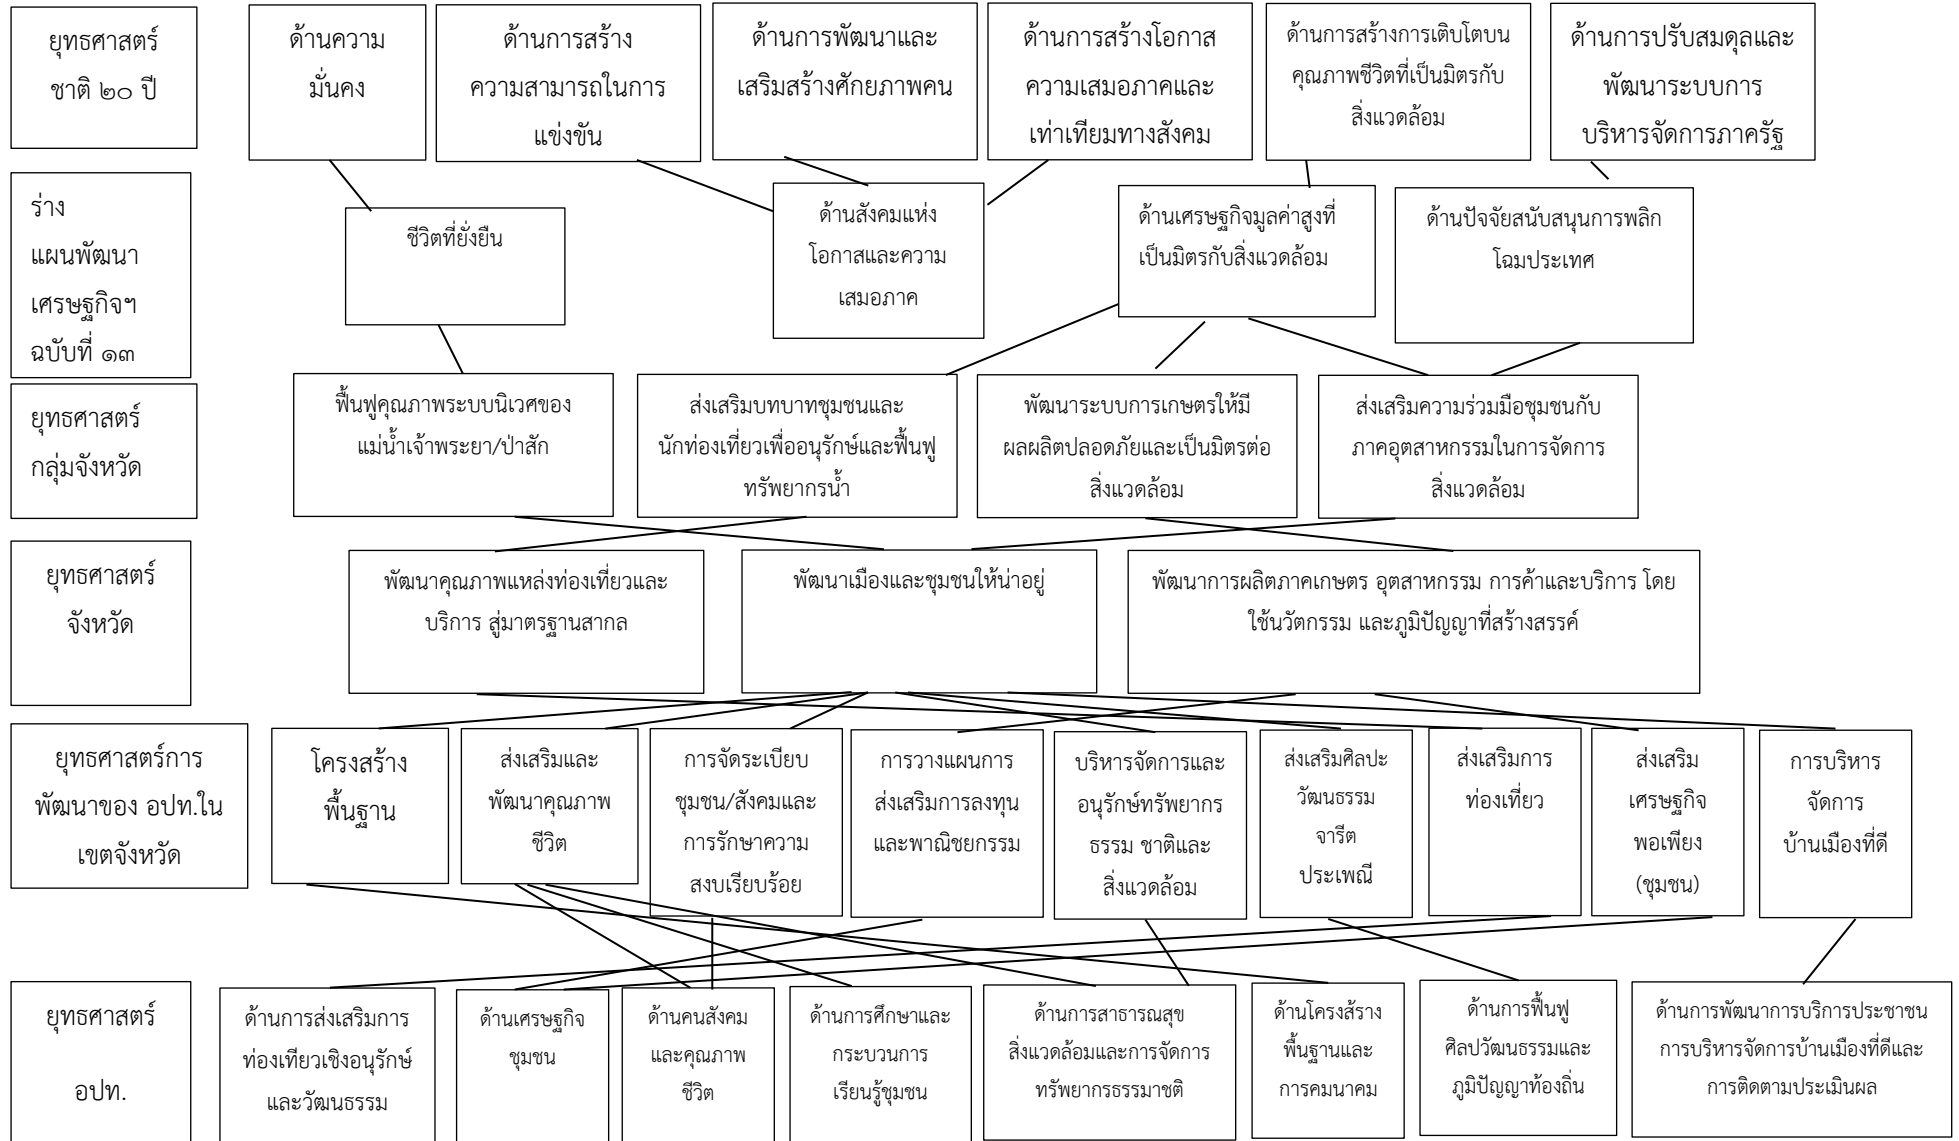 ยุทธศาสตร์
ชาติ ๒๐ ปี
ด้านความ
มั่นคง
ด้านการสร้าง
ความสามารถในการ
แข่งขัน
ด้านการพัฒนาและ
เสริมสร้างศักยภาพคน
ด้านการสร้างโอกาส
ความเสมอภาคและ
เท่าเทียมทางสังคม
ด้านการสร้างการเติบโตบน
คุณภาพชีวิตที่เป็นมิตรกับ
สิ่งแวดล้อม
ด้านการปรับสมดุลและ
พัฒนาระบบการ
บริหารจัดการภาครัฐ
ร่าง
แผนพัฒนา
เศรษฐกิจฯ
ฉบับที่ ๑๓
ชีวิตที่ยั่งยืน
ด้านสังคมแห่ง
โอกาสและความ
เสมอภาค
ด้านเศรษฐกิจมูลค่าสูงที่
เป็นมิตรกับสิ่งแวดล้อม
ด้านปัจจัยสนับสนุนการพลิก
โฉมประเทศ
ยุทธศาสตร์
กลุ่มจังหวัด
ฟื้นฟูคุณภาพระบบนิเวศของ
แม่น้ำเจ้าพระยา/ป่าสัก
ส่งเสริมบทบาทชุมชนและ
นักท่องเที่ยวเพื่ออนุรักษ์และฟื้นฟู
ทรัพยากรน้ำ
พัฒนาระบบการเกษตรให้มี
ผลผลิตปลอดภัยและเป็นมิตรต่อ
สิ่งแวดล้อม
ส่งเสริมความร่วมมือชุมชนกับ
ภาคอุตสาหกรรมในการจัดการ
สิ่งแวดล้อม
ยุทธศาสตร์
จังหวัด
พัฒนาคุณภาพแหล่งท่องเที่ยวและ
บริการ สู่มาตรฐานสากล
พัฒนาเมืองและชุมชนให้น่าอยู่
พัฒนาการผลิตภาคเกษตร อุตสาหกรรม การค้าและบริการ โดย
ใช้นวัตกรรม และภูมิปัญญาที่สร้างสรรค์
ยุทธศาสตร์การ
พัฒนาของ อปท.ใน
เขตจังหวัด
โครงสร้าง
พื้นฐาน
ส่งเสริมและ
พัฒนาคุณภาพ
ชีวิต
การจัดระเบียบ
ชุมชน/สังคมและ
การรักษาความ
สงบเรียบร้อย
การวางแผนการ
ส่งเสริมการลงทุน
และพาณิชยกรรม
บริหารจัดการและ
อนุรักษ์ทรัพยากร
ธรรม ชาติและ
สิ่งแวดล้อม
ส่งเสริมศิลปะ
วัฒนธรรม
จารีต
ประเพณี
ส่งเสริมการ
ท่องเที่ยว
ส่งเสริม
เศรษฐกิจ
พอเพียง
(ชุมชน)
การบริหาร
จัดการ
บ้านเมืองที่ดี
ยุทธศาสตร์
อปท.
ด้านการส่งเสริมการ
ท่องเทียวเชิงอนุรักษ์
และวัฒนธรรม
ด้านเศรษฐกิจ
ชุมชน
ด้านคนสังคม
และคุณภาพ
ชีวิต
ด้านการศึกษาและ
กระบวนการ
เรียนรู้ชุมชน
ด้านการสาธารณสุข
สิ่งแวดล้อมและการจัดการ
ทรัพยากรธรรมาชติ
ด้านโครงส้ราง
พื้นฐานและ
การคมนาคม
ด้านการฟื้นฟู
ศิลปวัฒนธรรมและ
ภูมิปัญญาท้องถิ่น
ด้านการพัฒนาการบริการประชาชน
การบริหารจัดการบ้านเมืองที่ดีและ
การติดตามประเมินผล